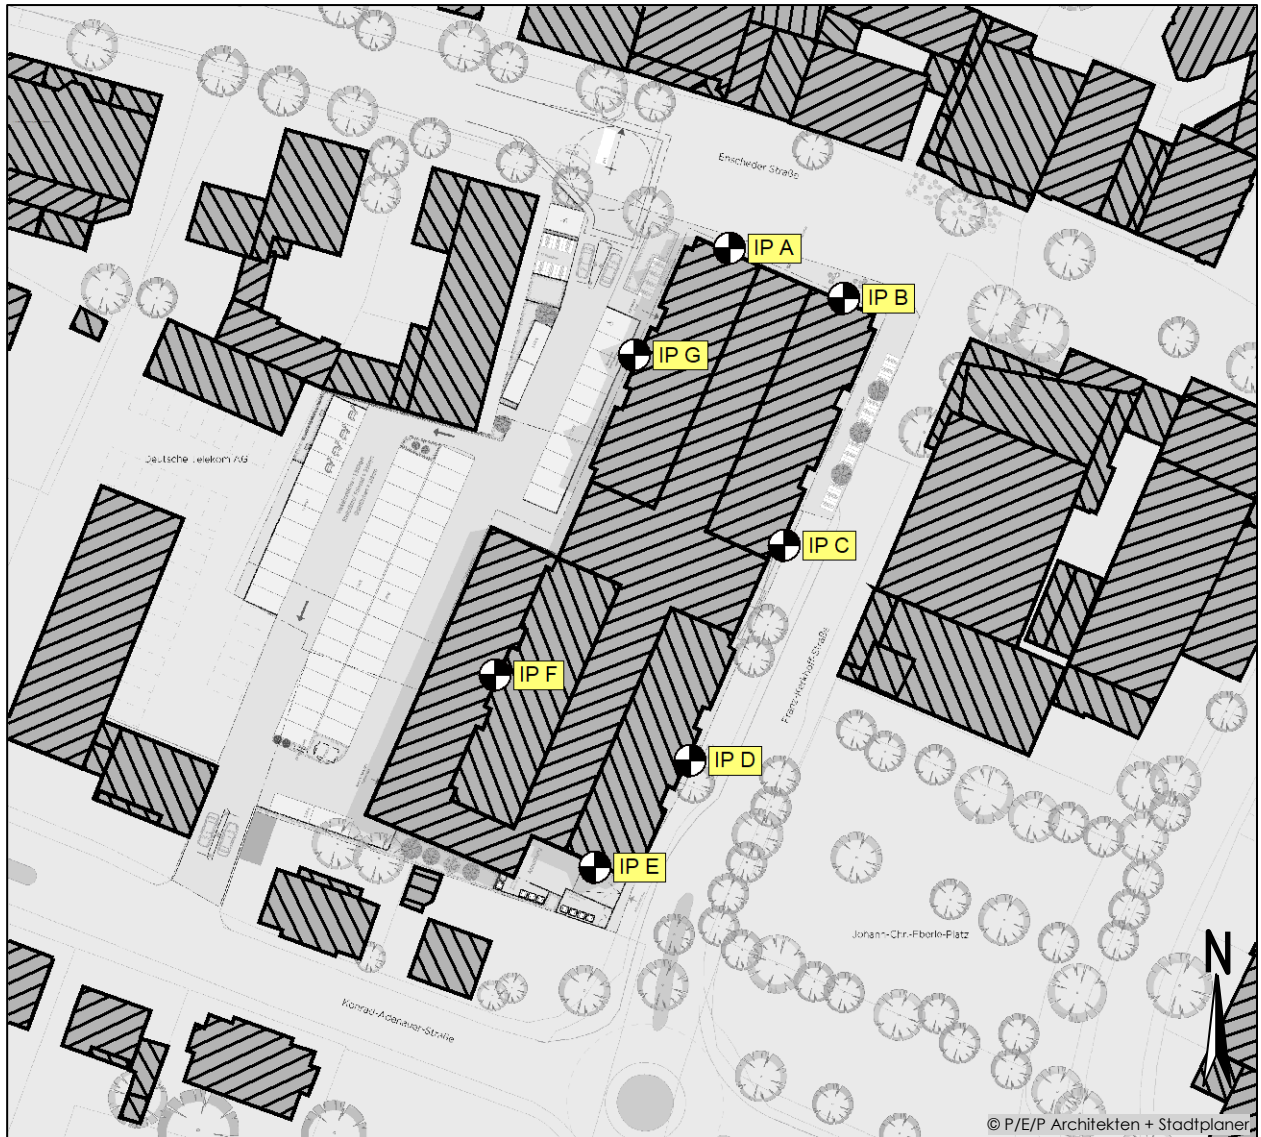 Enscheder Straße
IP A
IP B
IP G
Deutsche Telekom AG
IP C
IP F
Franz-Kerkhoff-Straße
IP D
IP E
Johann-Chr.-Eberle-Platz
N
Konrad-Adenauer-Straße
© P/E/P Architekten + Stadtplaner